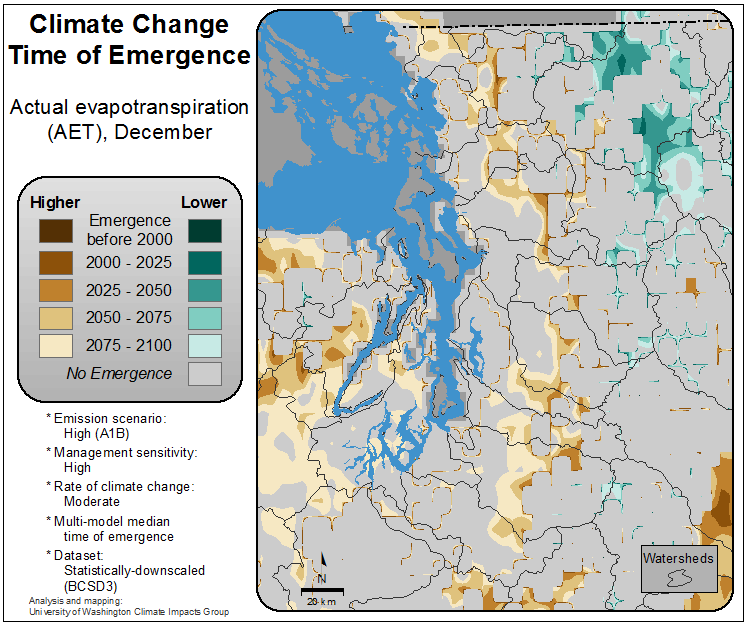 Climate Change
Time of Emergence
Actual evapotranspiration
(AET), December
Higher Lower
Emergence
before 2000
2000 - 2025
2025 - 2050
2050 - 2075
2075 - 2100
No Emergence
* Emission scenario:
High (A1B)
* Management sensitivity:
High
* Rate of climate change:
Moderate
* Multi-model median
time of emergence
* Dataset:
Statistically-downscaled
(BCSD3)
Analysis and mapping:
University of Washington Climate Impacts Group
N
20 km
Watersheds